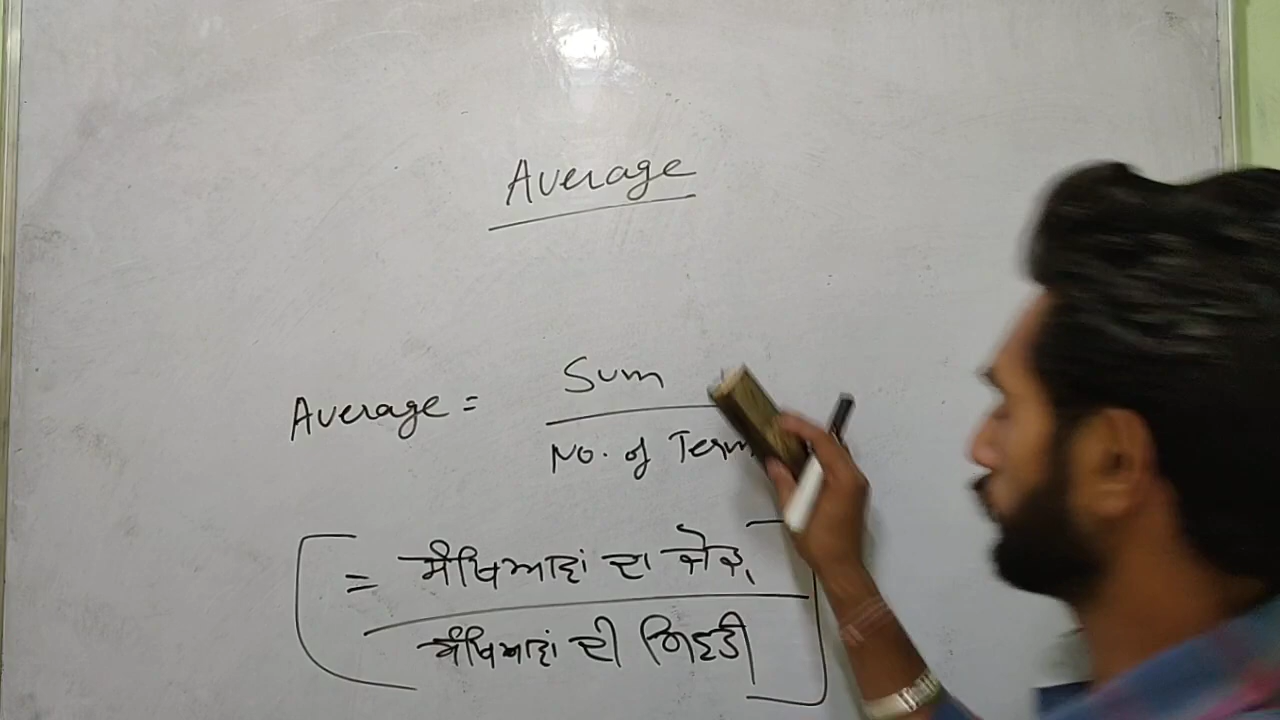 Average
Average = Sum
No. of Term
= ਸੰਖਿਆਵਾਂ ਦਾ ਜੋੜ
ਸੰਖਿਆਵਾਂ ਦੀ ਗਿਣਤੀ